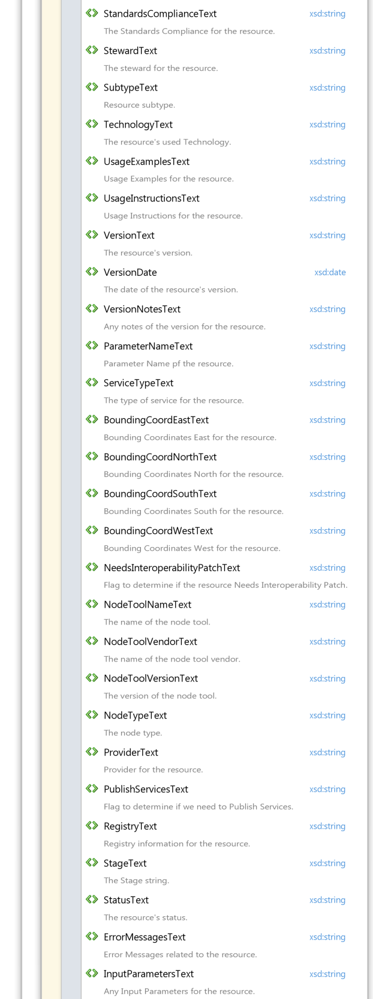 StandardsComplianceText xsd:string
The Standards Compliance for the resource.
StewardText xsd:string
The steward for the resource.
SubtypeText xsd:string
Resource subtype.
TechnologyText xsd:string
The resource's used Technology.
UsageExamplesText xsd:string
Usage Examples for the resource.
UsageInstructionsText xsd:string
Usage Instructions for the resource.
VersionText xsd:string
The resource's version.
VersionDate xsd:date
The date of the resource's version.
VersionNotesText xsd:string
Any notes of the version for the resource.
ParameterNameText xsd:string
Parameter Name pf the resource.
ServiceTypeText xsd:string
The type of service for the resource.
BoundingCoordEastText xsd:string
Bounding Coordinates East for the resource.
BoundingCoordNorthText xsd:string
Bounding Coordinates North for the resource.
BoundingCoordSouthText xsd:string
Bounding Coordinates South for the resource.
BoundingCoordWestText xsd:string
Bounding Coordinates West for the resource.
NeedsInteroperabilityPatchText xsd:string
Flag to determine if the resource Needs Interoperability Patch.
NodeToolNameText xsd:string
The name of the node tool.
NodeToolVendorText xsd:string
The name of the node tool vendor.
NodeToolVersionText xsd:string
The version of the node tool.
NodeTypeText xsd:string
The node type.
ProviderText xsd:string
Provider for the resource.
PublishServicesText xsd:string
Flag to determine if we need to Publish Services.
RegistryText xsd:string
Registry information for the resource.
StageText xsd:string
The Stage string.
StatusText xsd:string
The resource's status.
ErrorMessagesText xsd:string
Error Messages related to the resource.
InputParametersText xsd:string
Any Input Parameters for the resource.